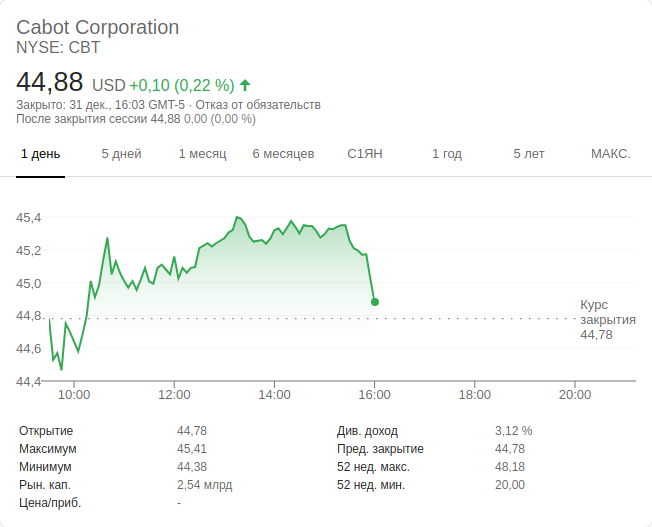 Cabot Corporation
NYSE: CBT
44,88 USD +0,10 (0,22 %)
Закрыто: 31 дек., 16:03 GMT-5 · Отказ от обязательств
После закрытия сессии 44,88 0,00 (0,00 %)
1 день 5 дней 1 месяц 6 месяцев С1ЯН 1 год 5 лет МАКС.
45,4
45,2
45,0
44,8
44,6
44,4
Курс
закрытия
44,78
10:00 12:00 14:00 16:00 18:00 20:00
Открытие 44,78 Див. доход 3,12 %
Максимум 45,41 Пред. закрытие 44,78
Минимум 44,38 52 нед. макс. 48,18
Рын. кап. 2,54 млрд 52 нед. мин. 20,00
Цена/приб. -